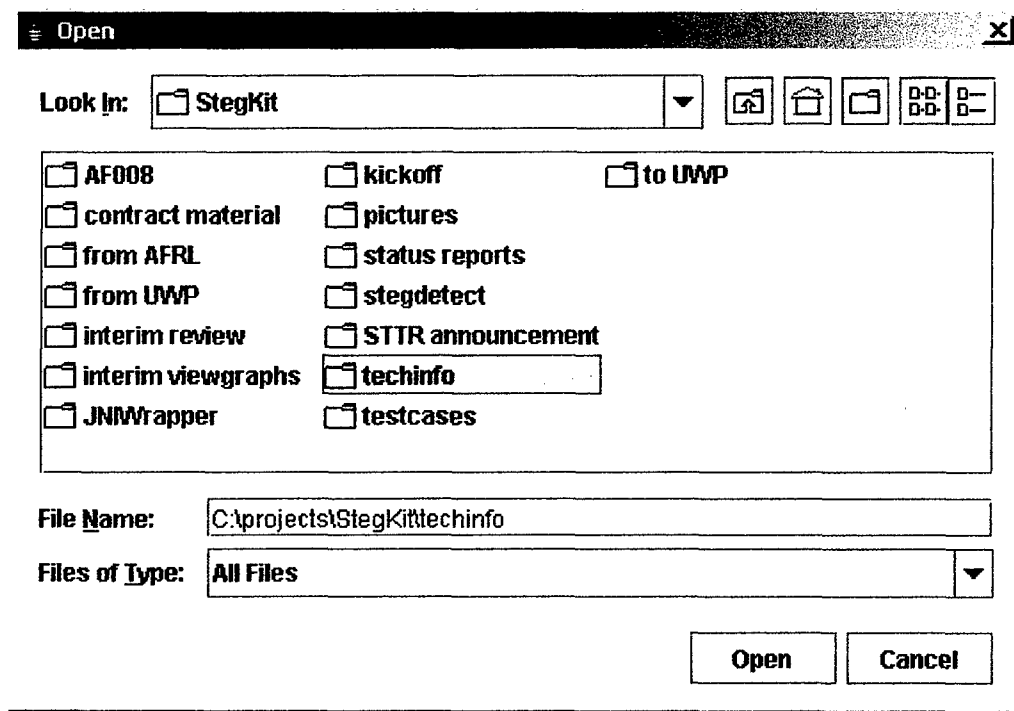 Open
Look In: StegKit
AF008 kickoff to UWP
contract material pictures
from AFRL status reports
from UWP stegdetect
interim review STTR announcement
interim viewgraphs techinfo
JNIWrapper testcases
File Name: C:\projects\StegKit\techinfo
Files of Type: All Files
Open Cancel